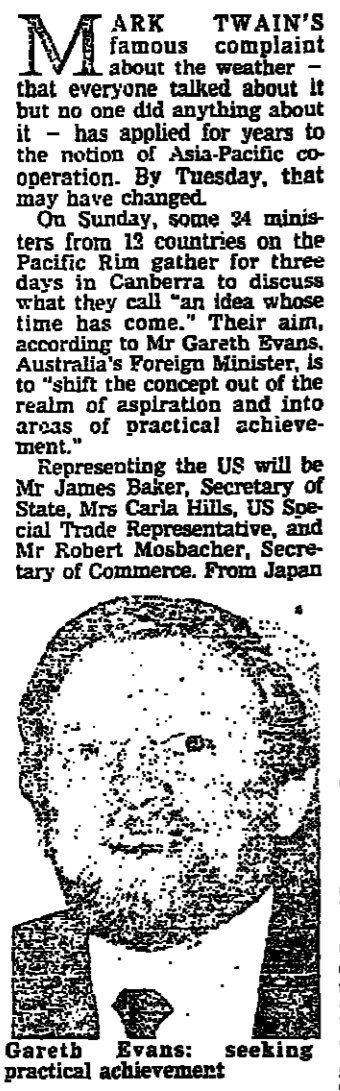 MARK TWAIN'S
famous complaint
about the weather –
that everyone talked about it
but no one did anything about
it – has applied for years to
the notion of Asia-Pacific co-
operation. By Tuesday, that
may have changed.
On Sunday, some 24 minis-
ters from 12 countries on the
Pacific Rim gather for three
days in Canberra to discuss
what they call "an idea whose
time has come." Their aim,
according to Mr Gareth Evans,
Australia's Foreign Minister, is
to "shift the concept out of the
realm of aspiration and into
areas of practical achieve-
ment."
Representing the US will be
Mr James Baker, Secretary of
State, Mrs Carla Hills, US Spe-
cial Trade Representative, and
Mr Robert Mosbacher, Secre-
tary of Commerce. From Japan
Gareth Evans: seeking
practical achievement